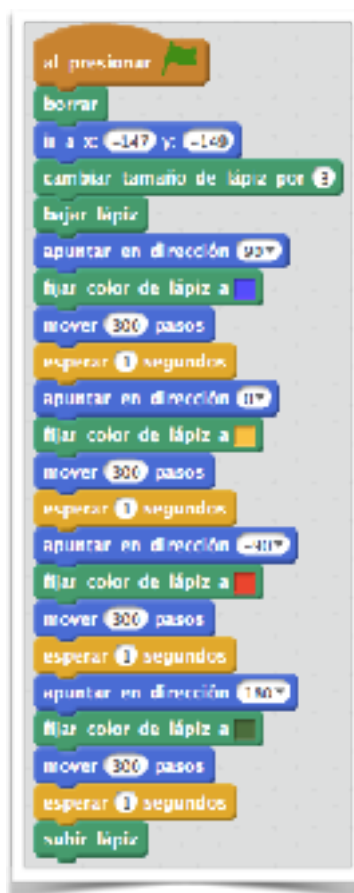 al presionar
borrar
ir a x: -147 y: -149
cambiar tamaño de lápiz por 3
bajar lápiz
apuntar en dirección 90
fijar color de lápiz a
mover 300 pasos
esperar 1 segundos
apuntar en dirección 0
fijar color de lápiz a
mover 300 pasos
esperar 1 segundos
apuntar en dirección -90
fijar color de lápiz a
mover 300 pasos
esperar 1 segundos
apuntar en dirección 180
fijar color de lápiz a
mover 300 pasos
esperar 1 segundos
subir lápiz